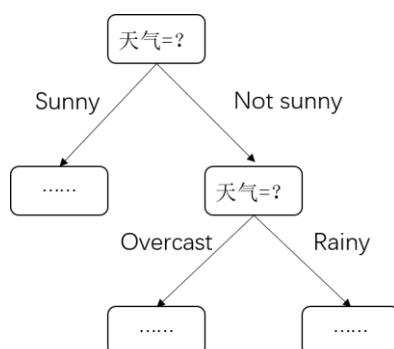 天气=？
Sunny
Not sunny
……
天气=？
Overcast
Rainy
……
……